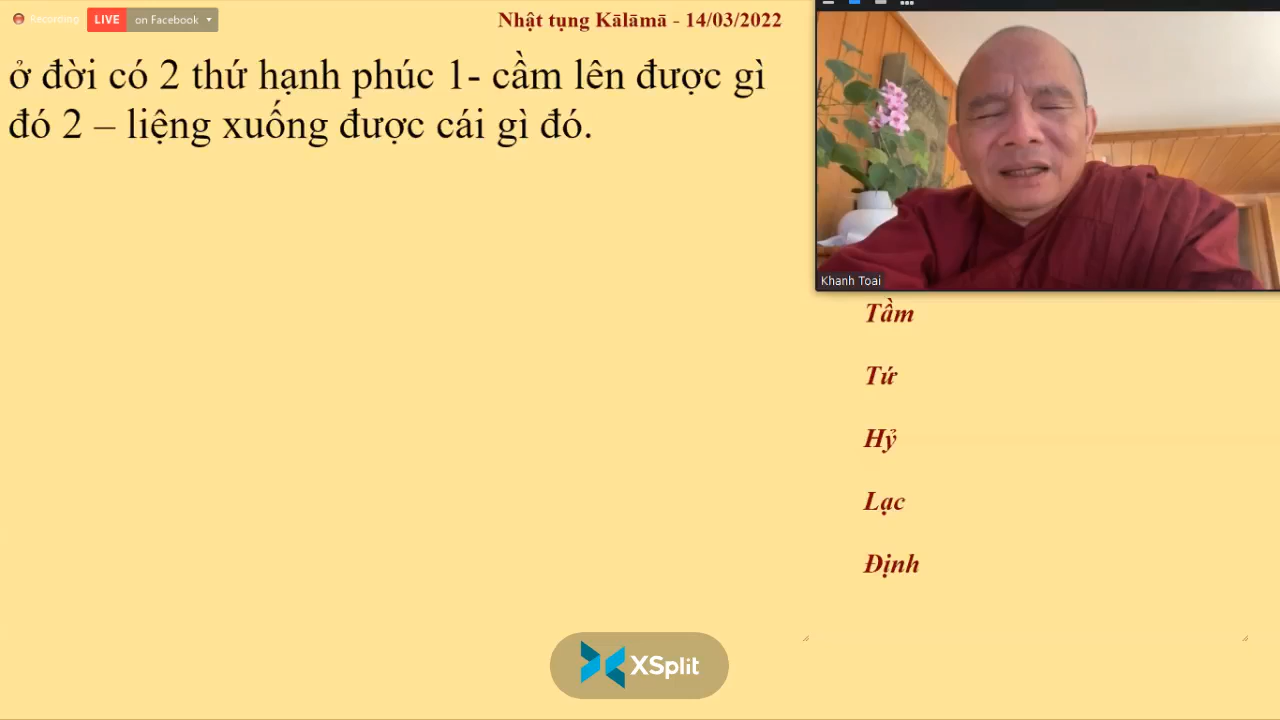 Recording
LIVE on Facebook
Nhật tụng Kālāmā - 14/03/2022
ở đời có 2 thứ hạnh phúc 1- cầm lên được gì
đó 2 – liệng xuống được cái gì đó.
Khanh Toai
Tầm
Tứ
Hỷ
Lạc
Định
XSplit